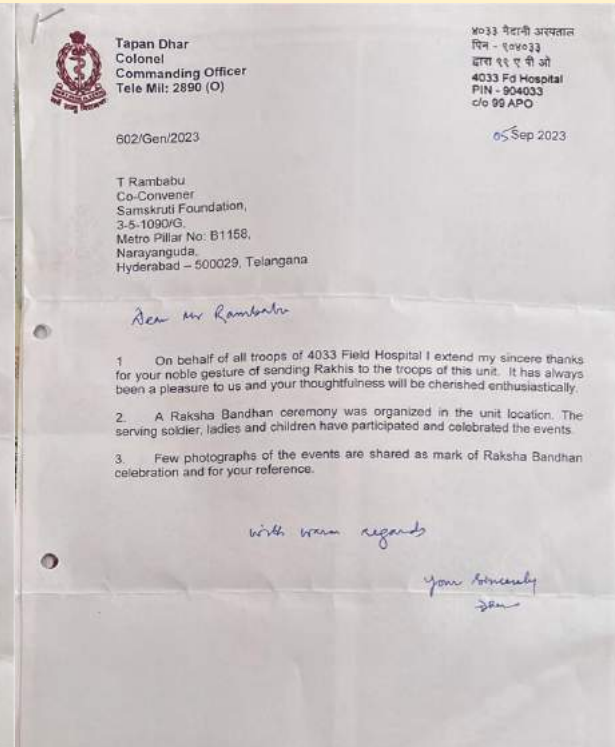 Tapan Dhar
Colonel
Commanding Officer
Tele Mil: 2890 (O)
४०३३ मैदानी अस्पताल
पिन - ९०४०३३
द्वारा ९९ ए पी ओ
4033 Fd Hospital
PIN - 904033
c/o 99 APO
602/Gen/2023
05 Sep 2023
T Rambabu
Co-Convener
Samskruti Foundation,
3-5-1090/G,
Metro Pillar No: B1158,
Narayanguda,
Hyderabad – 500029, Telangana
Dear Mr Rambabu
1 On behalf of all troops of 4033 Field Hospital I extend my sincere thanks
for your noble gesture of sending Rakhis to the troops of this unit. It has always
been a pleasure to us and your thoughtfulness will be cherished enthusiastically.
2. A Raksha Bandhan ceremony was organized in the unit location. The
serving soldier, ladies and children have participated and celebrated the events.
3. Few photographs of the events are shared as mark of Raksha Bandhan
celebration and for your reference.
with warm regards
Your Sincerely